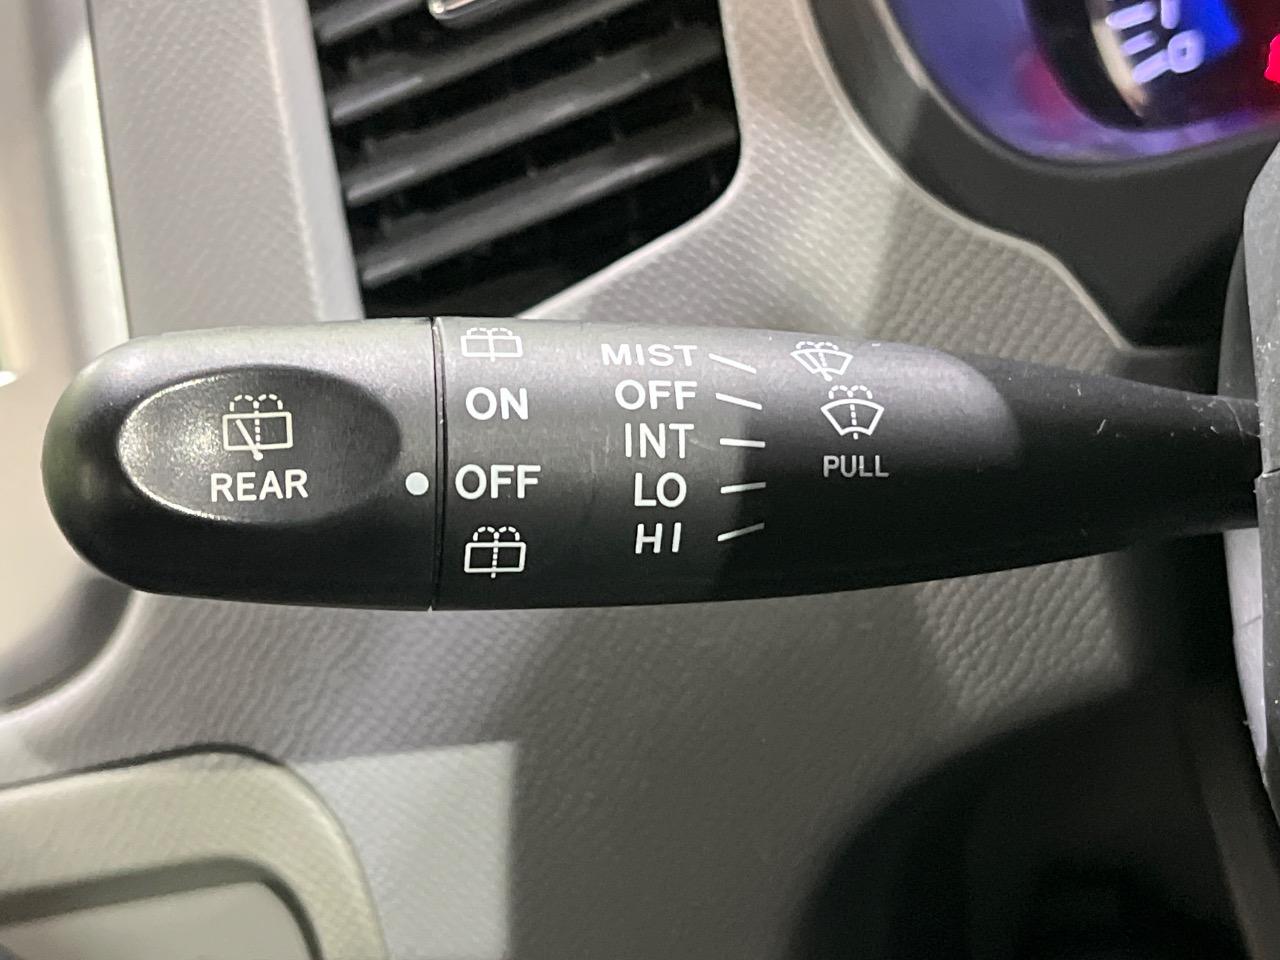 REAR
ON
OFF
MIST
OFF
INT
LO
HI
PULL